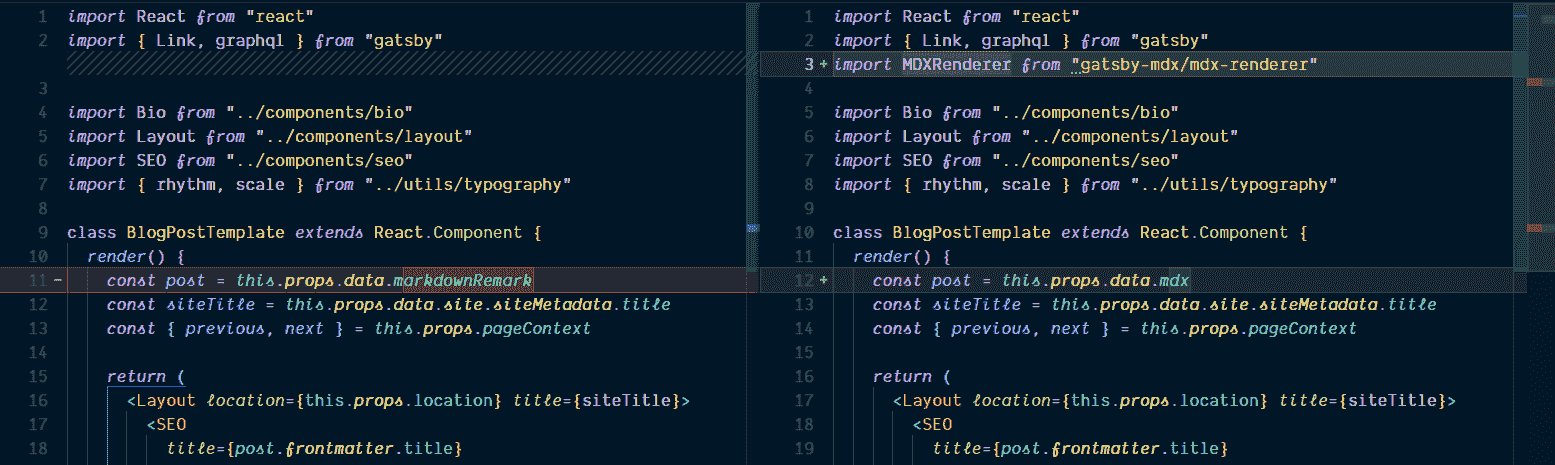 1 import React from "react"
2 import { Link, graphql } from "gatsby"
3
4 import Bio from "../components/bio"
5 import Layout from "../components/layout"
6 import SEO from "../components/seo"
7 import { rhythm, scale } from "../utils/typography"
8
9 class BlogPostTemplate extends React.Component {
10 render() {
11 - const post = this.props.data.markdownRemark
12 const siteTitle = this.props.data.site.siteMetadata.title
13 const { previous, next } = this.props.pageContext
14
15 return (
16 <Layout location={this.props.location} title={siteTitle}>
17 <SEO
18 title={post.frontmatter.title}
1 import React from "react"
2 import { Link, graphql } from "gatsby"
3 + import MDXRenderer from "gatsby-mdx/mdx-renderer"
4
5 import Bio from "../components/bio"
6 import Layout from "../components/layout"
7 import SEO from "../components/seo"
8 import { rhythm, scale } from "../utils/typography"
9
10 class BlogPostTemplate extends React.Component {
11 render() {
12 + const post = this.props.data.mdx
13 const siteTitle = this.props.data.site.siteMetadata.title
14 const { previous, next } = this.props.pageContext
15
16 return (
17 <Layout location={this.props.location} title={siteTitle}>
18 <SEO
19 title={post.frontmatter.title}